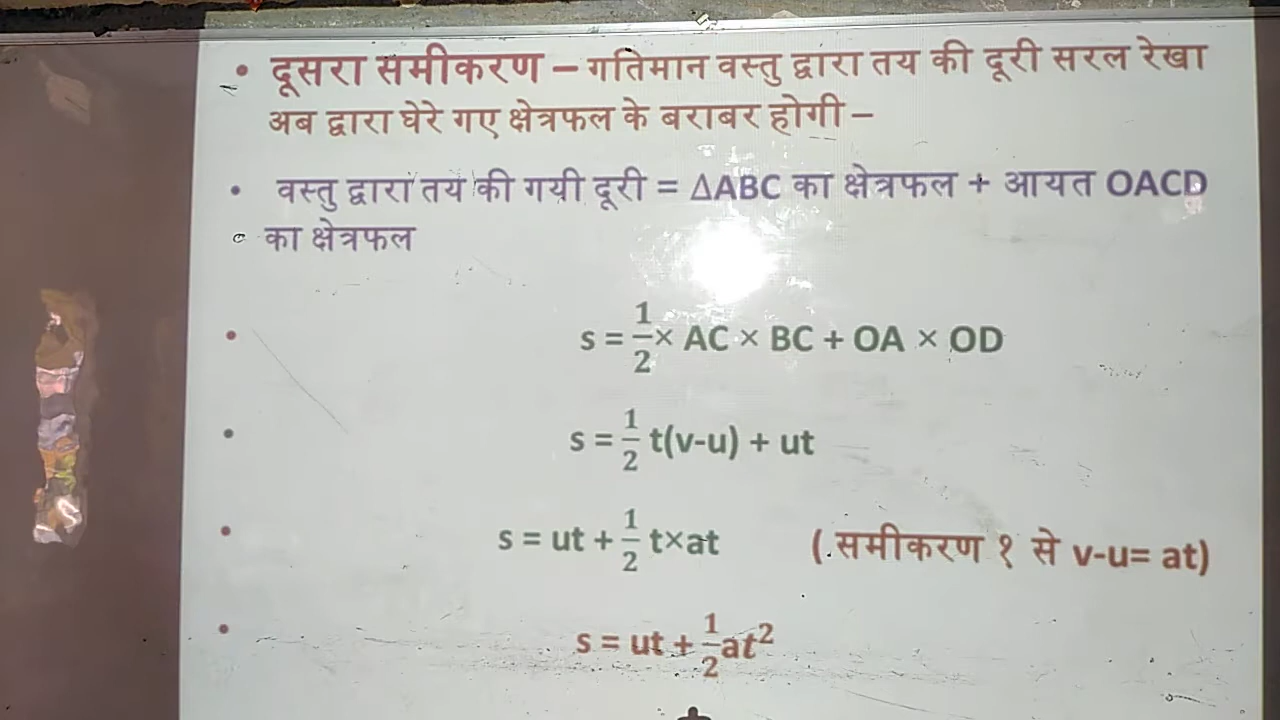 • दूसरा समीकरण – गतिमान वस्तु द्वारा तय की दूरी सरल रेखा
अब द्वारा घेरे गए क्षेत्रफल के बराबर होगी –
• वस्तु द्वारा तय की गयी दूरी = ΔABC का क्षेत्रफल + आयत OACD
का क्षेत्रफल
• s = 1/2 × AC × BC + OA × OD
• s = 1/2 t(v-u) + ut
• s = ut + 1/2 t×at (समीकरण १ से v-u= at)
• s = ut + 1/2 at²